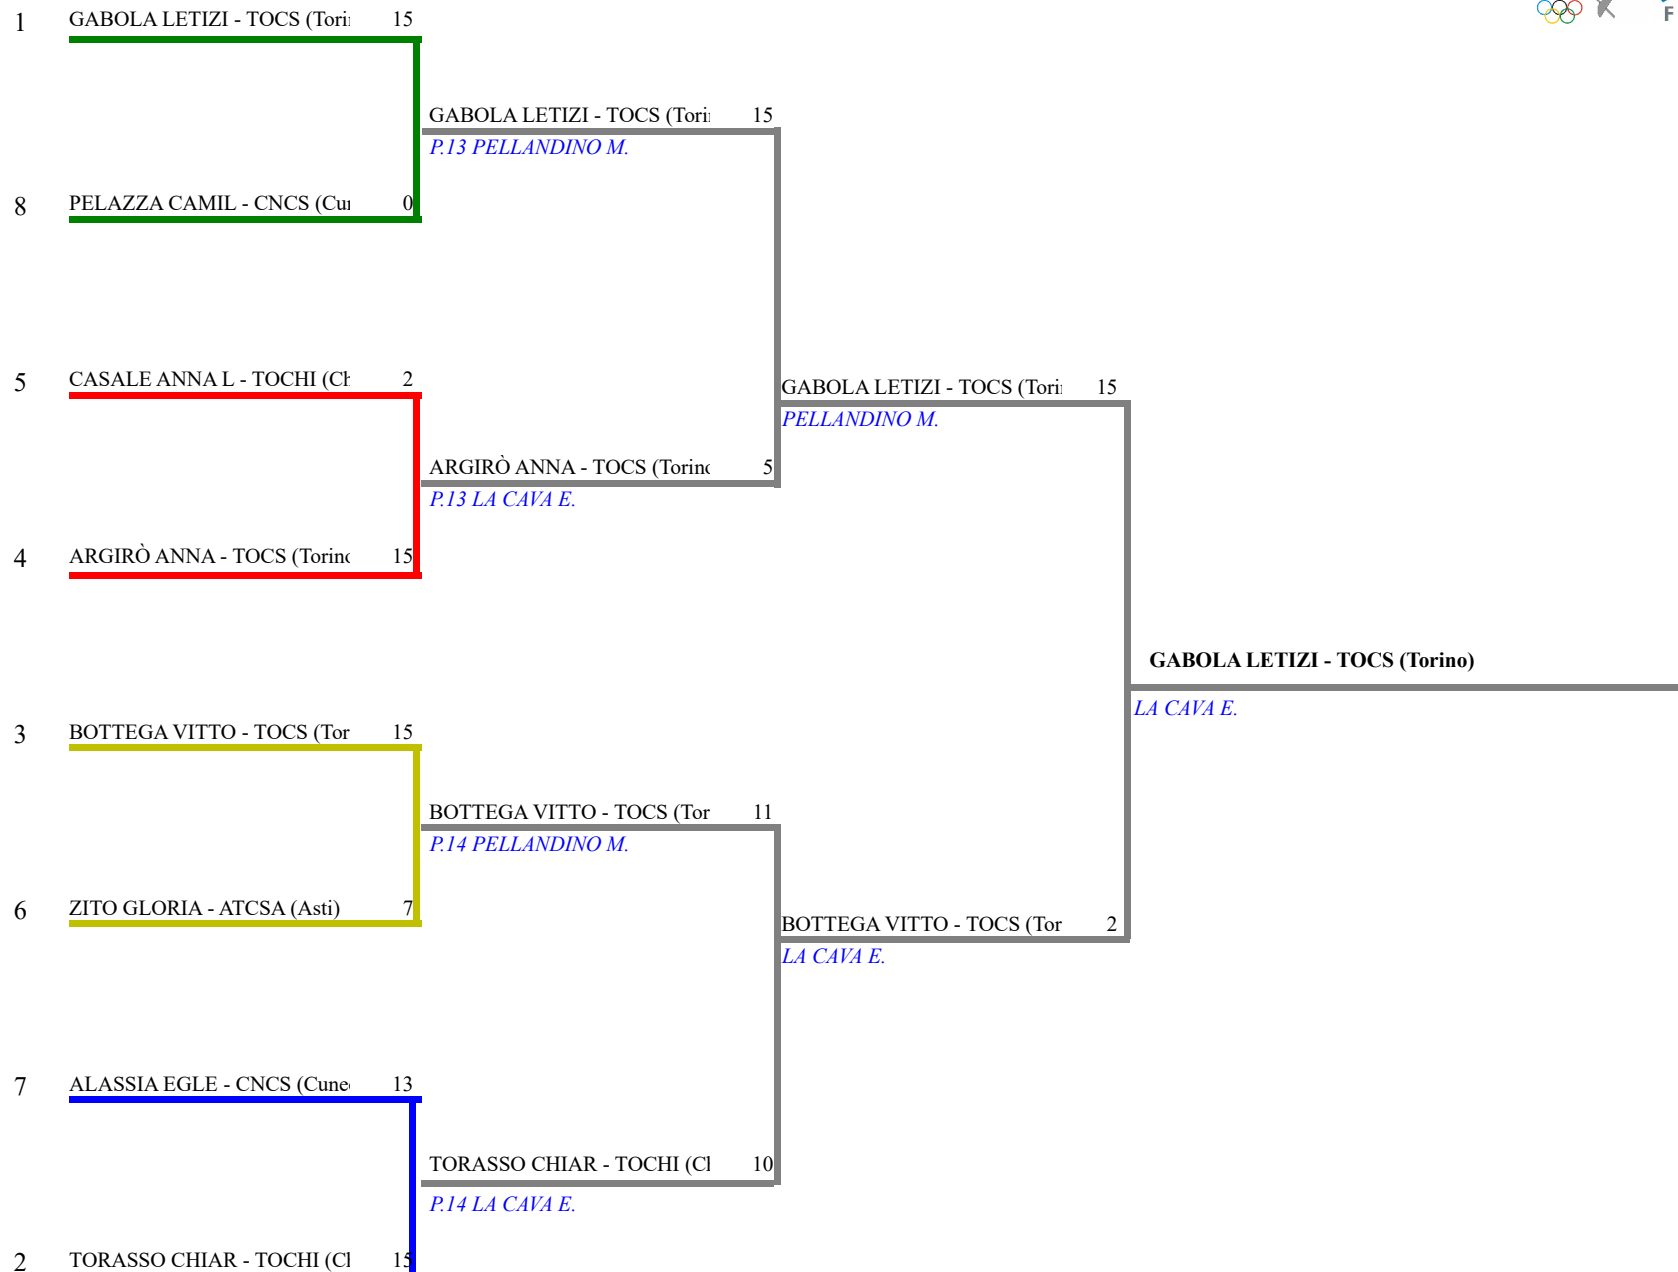 1 GABOLA LETIZI - TOCS (Tori 15
GABOLA LETIZI - TOCS (Tori 15
P.13 PELLANDINO M.
8 PELAZZA CAMIL - CNCS (Cu 0
5 CASALE ANNA L - TOCHI (Ch 2
GABOLA LETIZI - TOCS (Tori 15
PELLANDINO M.
ARGIRÒ ANNA - TOCS (Torino 5
P.13 LA CAVA E.
4 ARGIRÒ ANNA - TOCS (Torino 15
GABOLA LETIZI - TOCS (Torino)
LA CAVA E.
3 BOTTEGA VITTO - TOCS (Tor 15
BOTTEGA VITTO - TOCS (Tor 11
P.14 PELLANDINO M.
6 ZITO GLORIA - ATCSA (Asti) 7
BOTTEGA VITTO - TOCS (Tor 2
LA CAVA E.
7 ALASSIA EGLE - CNCS (Cune 13
TORASSO CHIAR - TOCHI (Cl 10
P.14 LA CAVA E.
2 TORASSO CHIAR - TOCHI (Cl 15
F